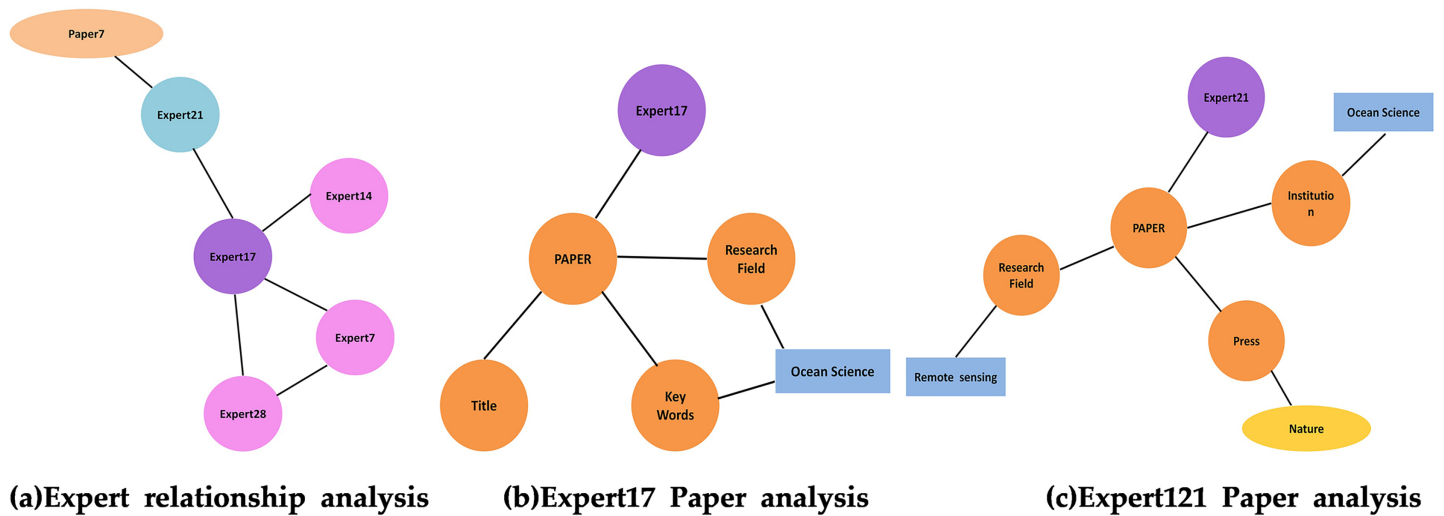 Paper7
Expert21
Expert14
Expert17
Expert7
Expert28
(a)Expert relationship analysis
Expert17
PAPER
Research
Field
Ocean Science
Title
Key
Words
(b)Expert17 Paper analysis
Expert21
Ocean Science
Institutio
n
PAPER
Research
Field
Press
Remote sensing
Nature
(c)Expert121 Paper analysis